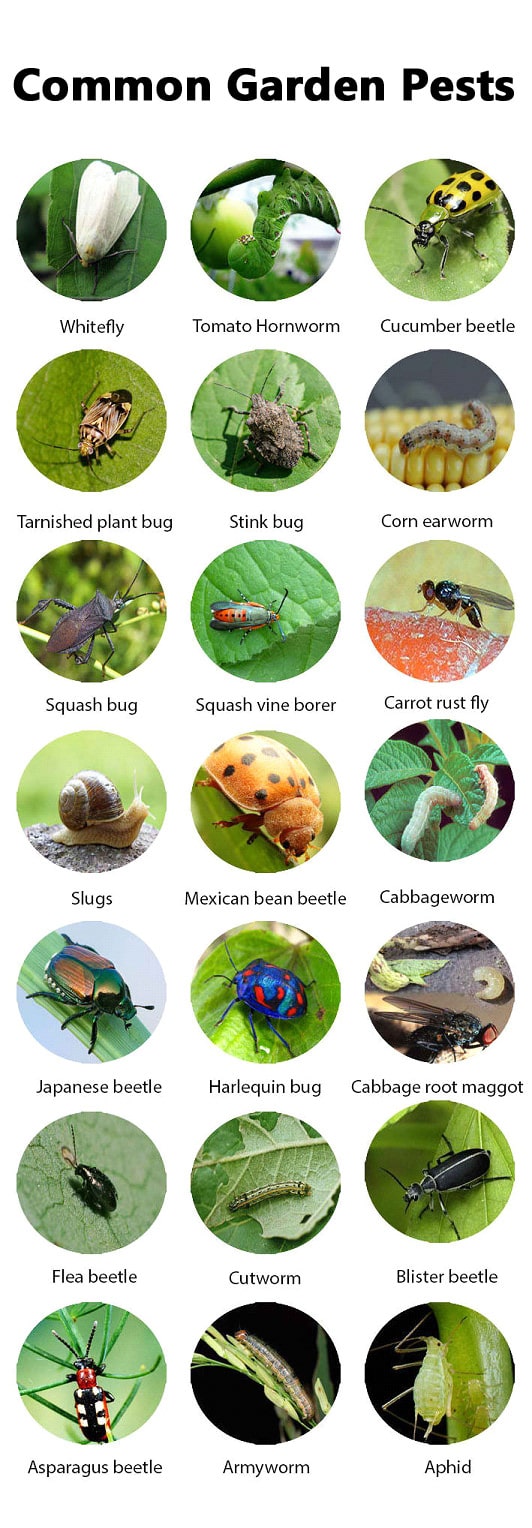 Common Garden Pests
Whitefly
Tomato Hornworm
Cucumber beetle
Tarnished plant bug
Stink bug
Corn earworm
Squash bug
Squash vine borer
Carrot rust fly
Slugs
Mexican bean beetle
Cabbageworm
Japanese beetle
Harlequin bug
Cabbage root maggot
Flea beetle
Cutworm
Blister beetle
Asparagus beetle
Armyworm
Aphid